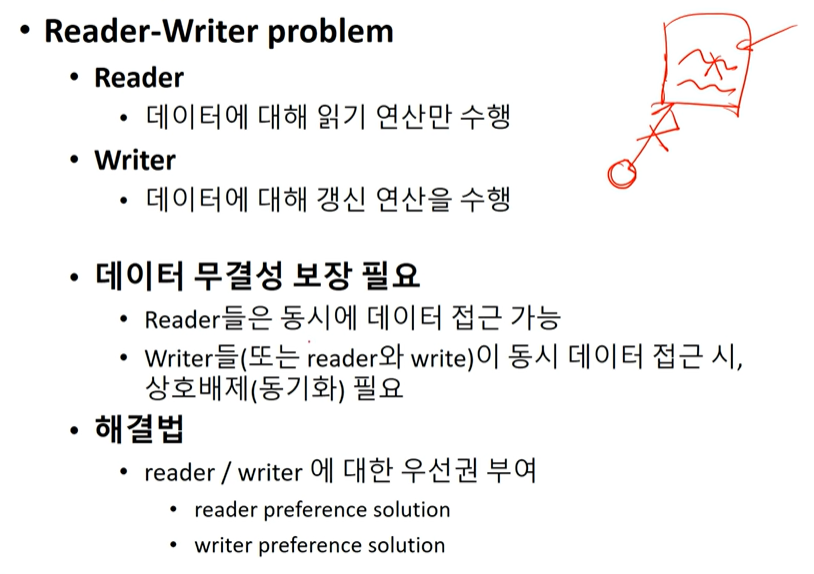 • Reader-Writer problem
• Reader
• 데이터에 대해 읽기 연산만 수행
• Writer
• 데이터에 대해 갱신 연산을 수행
• 데이터 무결성 보장 필요
• Reader들은 동시에 데이터 접근 가능
• Writer들(또는 reader와 write)이 동시 데이터 접근 시,
상호배제(동기화) 필요
• 해결법
• reader / writer 에 대한 우선권 부여
• reader preference solution
• writer preference solution